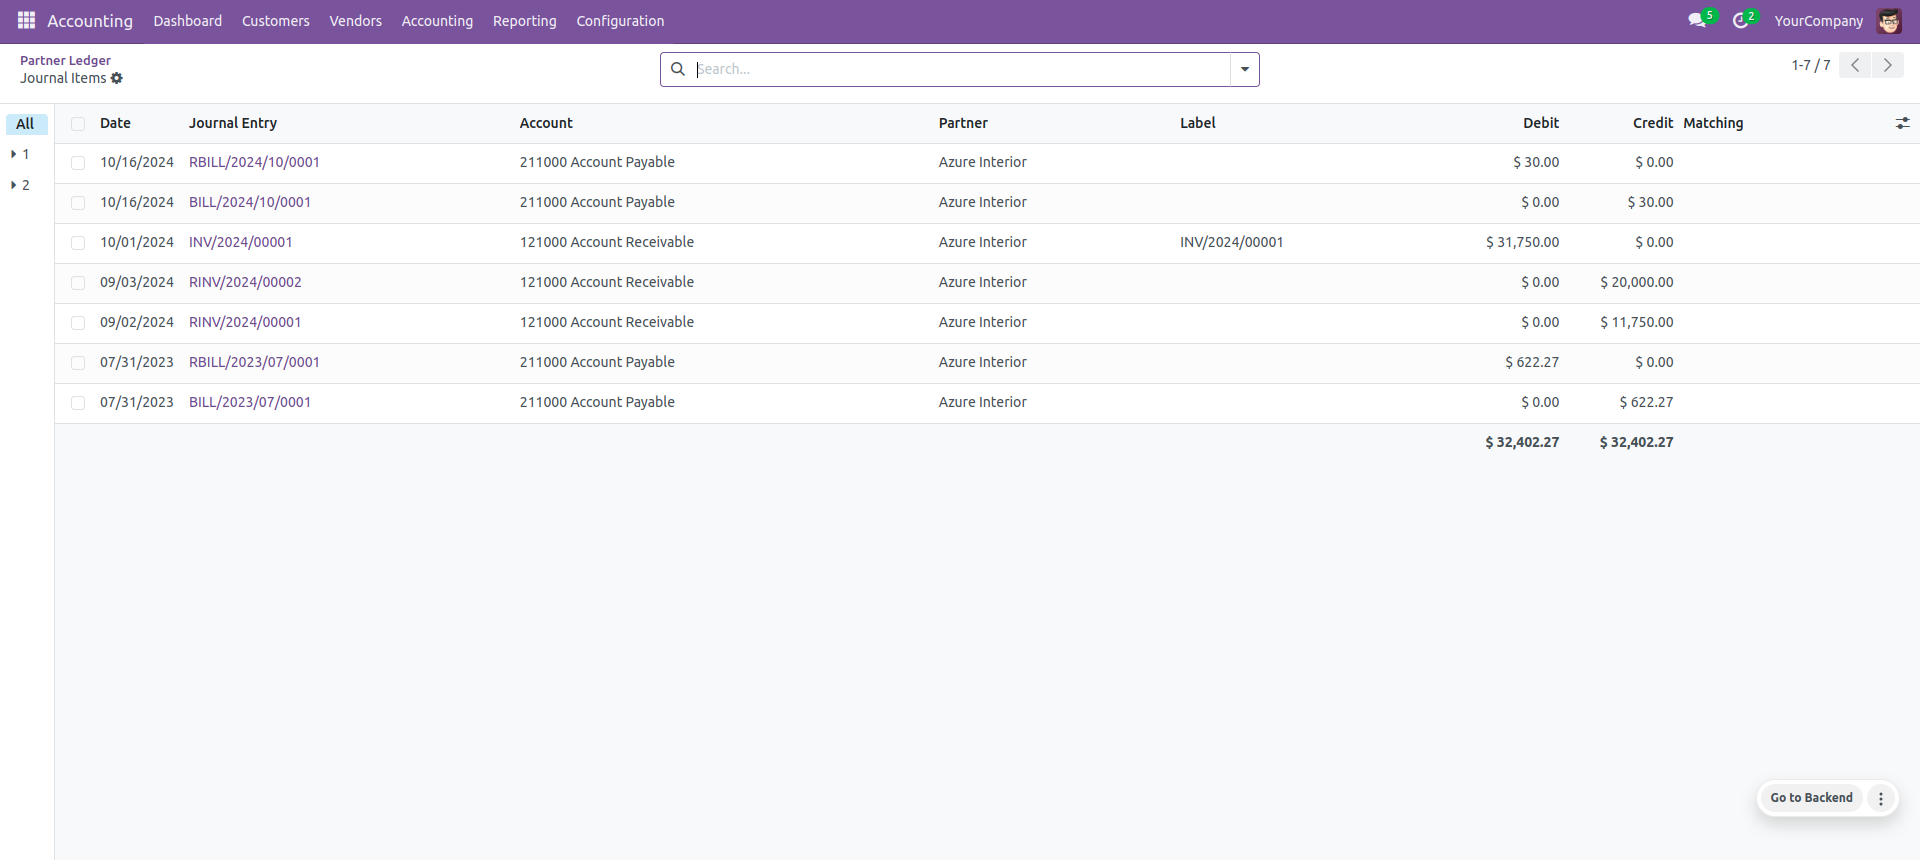 Accounting Dashboard Customers Vendors Accounting Reporting Configuration 5 2 YourCompany
Partner Ledger
Journal Items
Search...
1-7 / 7
All
1
2
Date Journal Entry Account Partner Label Debit Credit Matching
10/16/2024 RBILL/2024/10/0001 211000 Account Payable Azure Interior $ 30.00 $ 0.00
10/16/2024 BILL/2024/10/0001 211000 Account Payable Azure Interior $ 0.00 $ 30.00
10/01/2024 INV/2024/00001 121000 Account Receivable Azure Interior INV/2024/00001 $ 31,750.00 $ 0.00
09/03/2024 RINV/2024/00002 121000 Account Receivable Azure Interior $ 0.00 $ 20,000.00
09/02/2024 RINV/2024/00001 121000 Account Receivable Azure Interior $ 0.00 $ 11,750.00
07/31/2023 RBILL/2023/07/0001 211000 Account Payable Azure Interior $ 622.27 $ 0.00
07/31/2023 BILL/2023/07/0001 211000 Account Payable Azure Interior $ 0.00 $ 622.27
$ 32,402.27 $ 32,402.27
Go to Backend